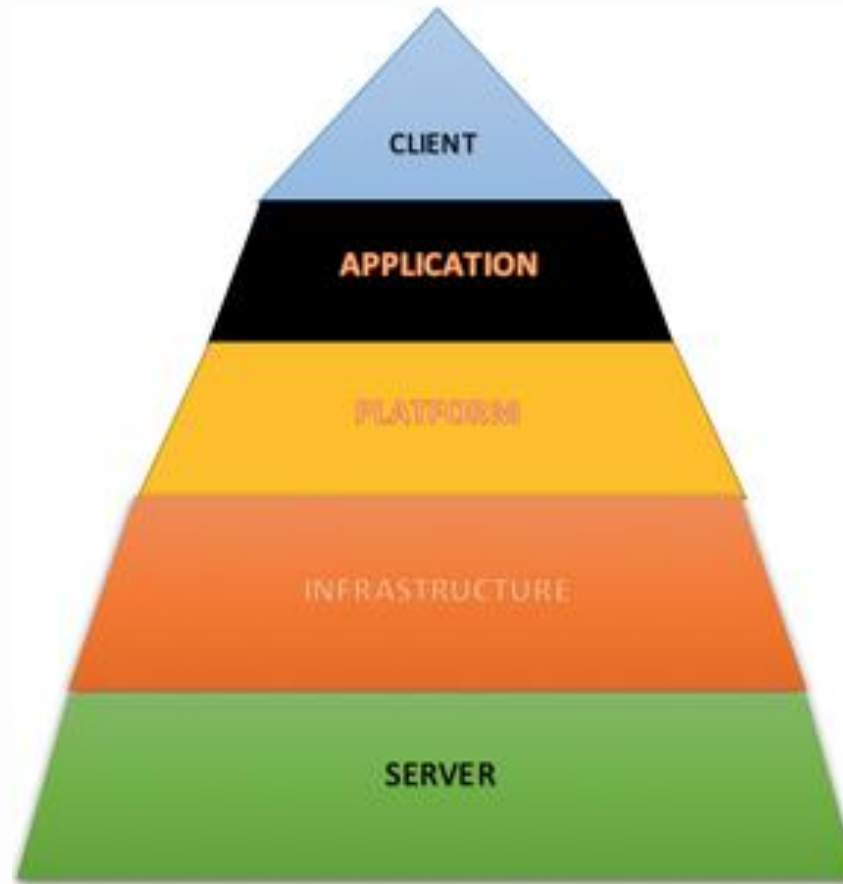 CLIENT
APPLICATION
PLATFORM
INFRASTRUCTURE
SERVER